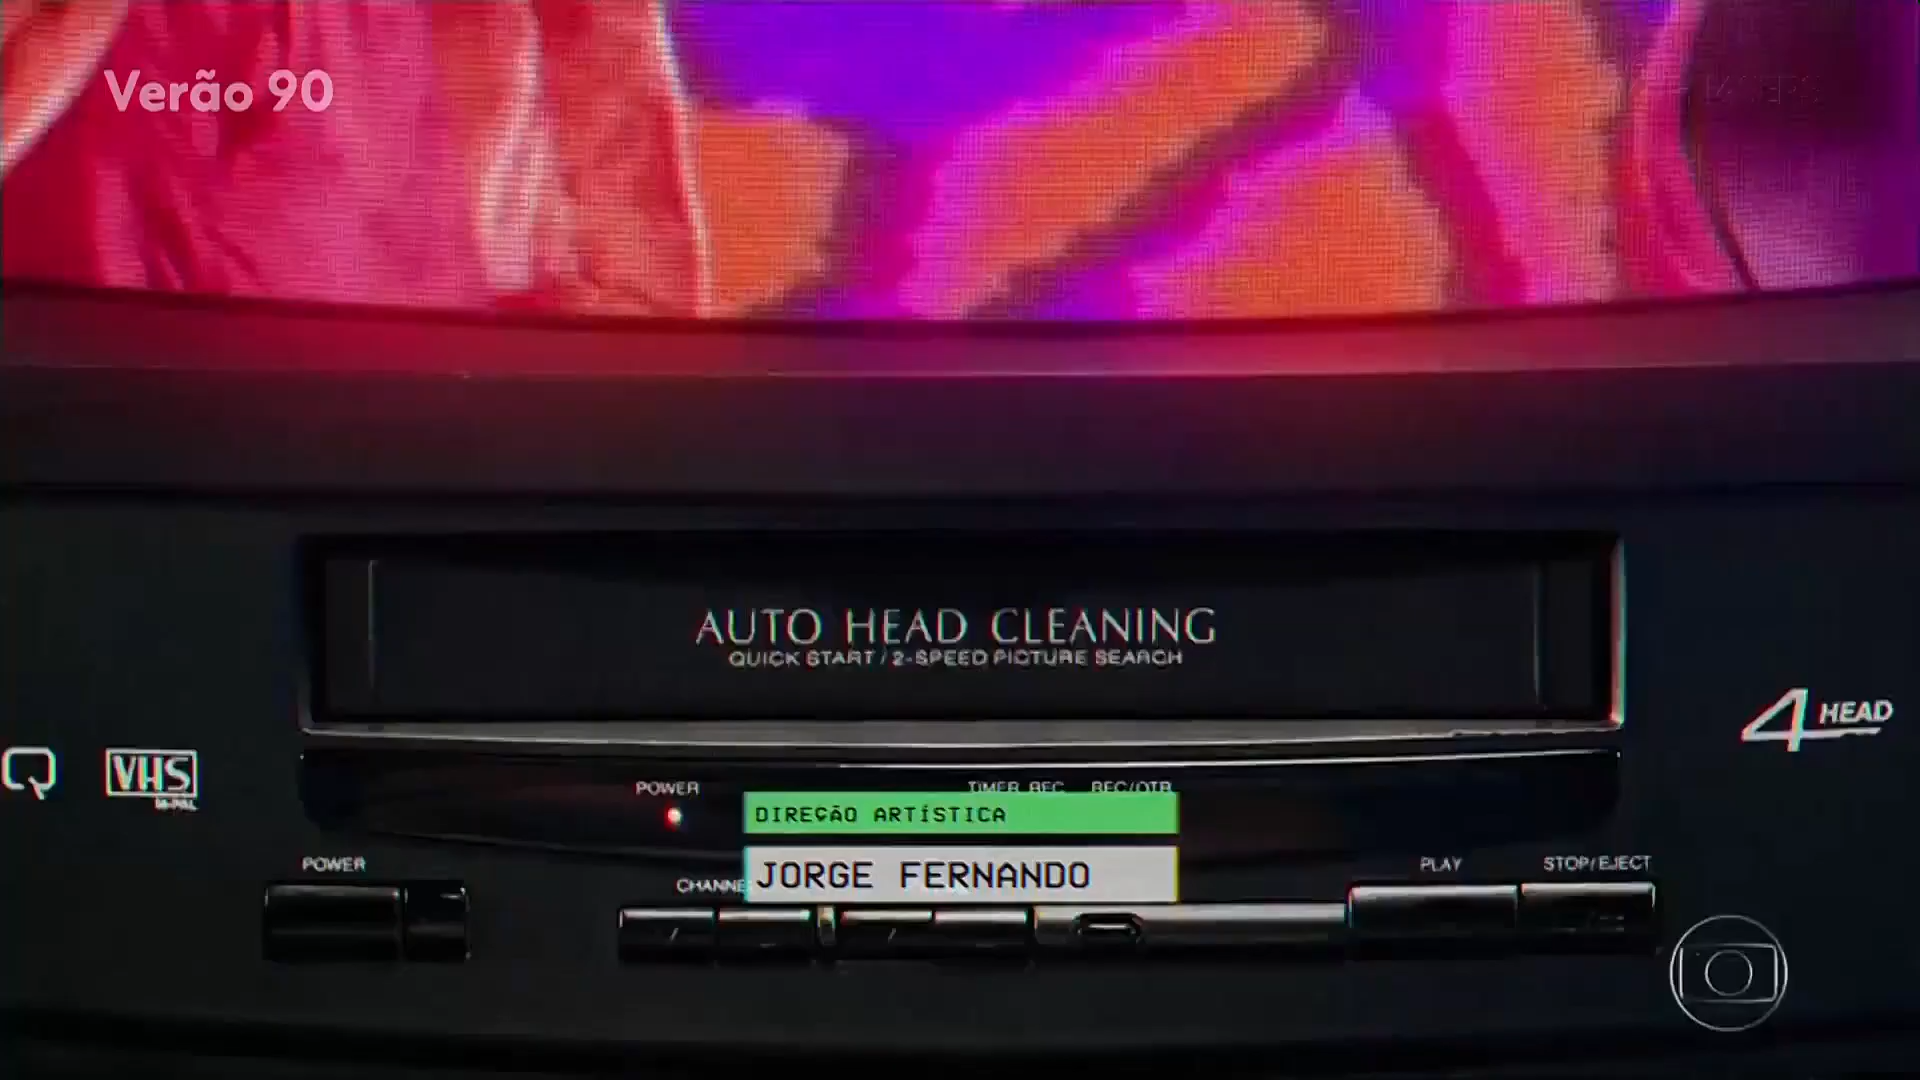 Verão 90
AUTO HEAD CLEANING
QUICK START / 2-SPEED PICTURE SEARCH
4 HEAD
VHS
POWER
TIMER REC
REC/OTR
DIREÇÃO ARTÍSTICA
POWER
CHANNE
JORGE FERNANDO
PLAY
STOP/EJECT